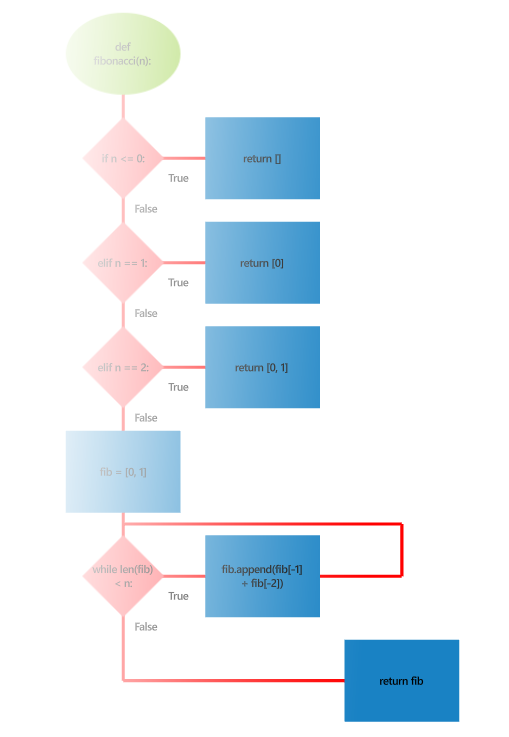 def
fibonacci(n):
if n <= 0:
return []
True
False
elif n == 1:
return [0]
True
False
elif n == 2:
return [0, 1]
True
False
fib = [0, 1]
while len(fib)
< n:
fib.append(fib[-1]
+ fib[-2])
True
False
return fib